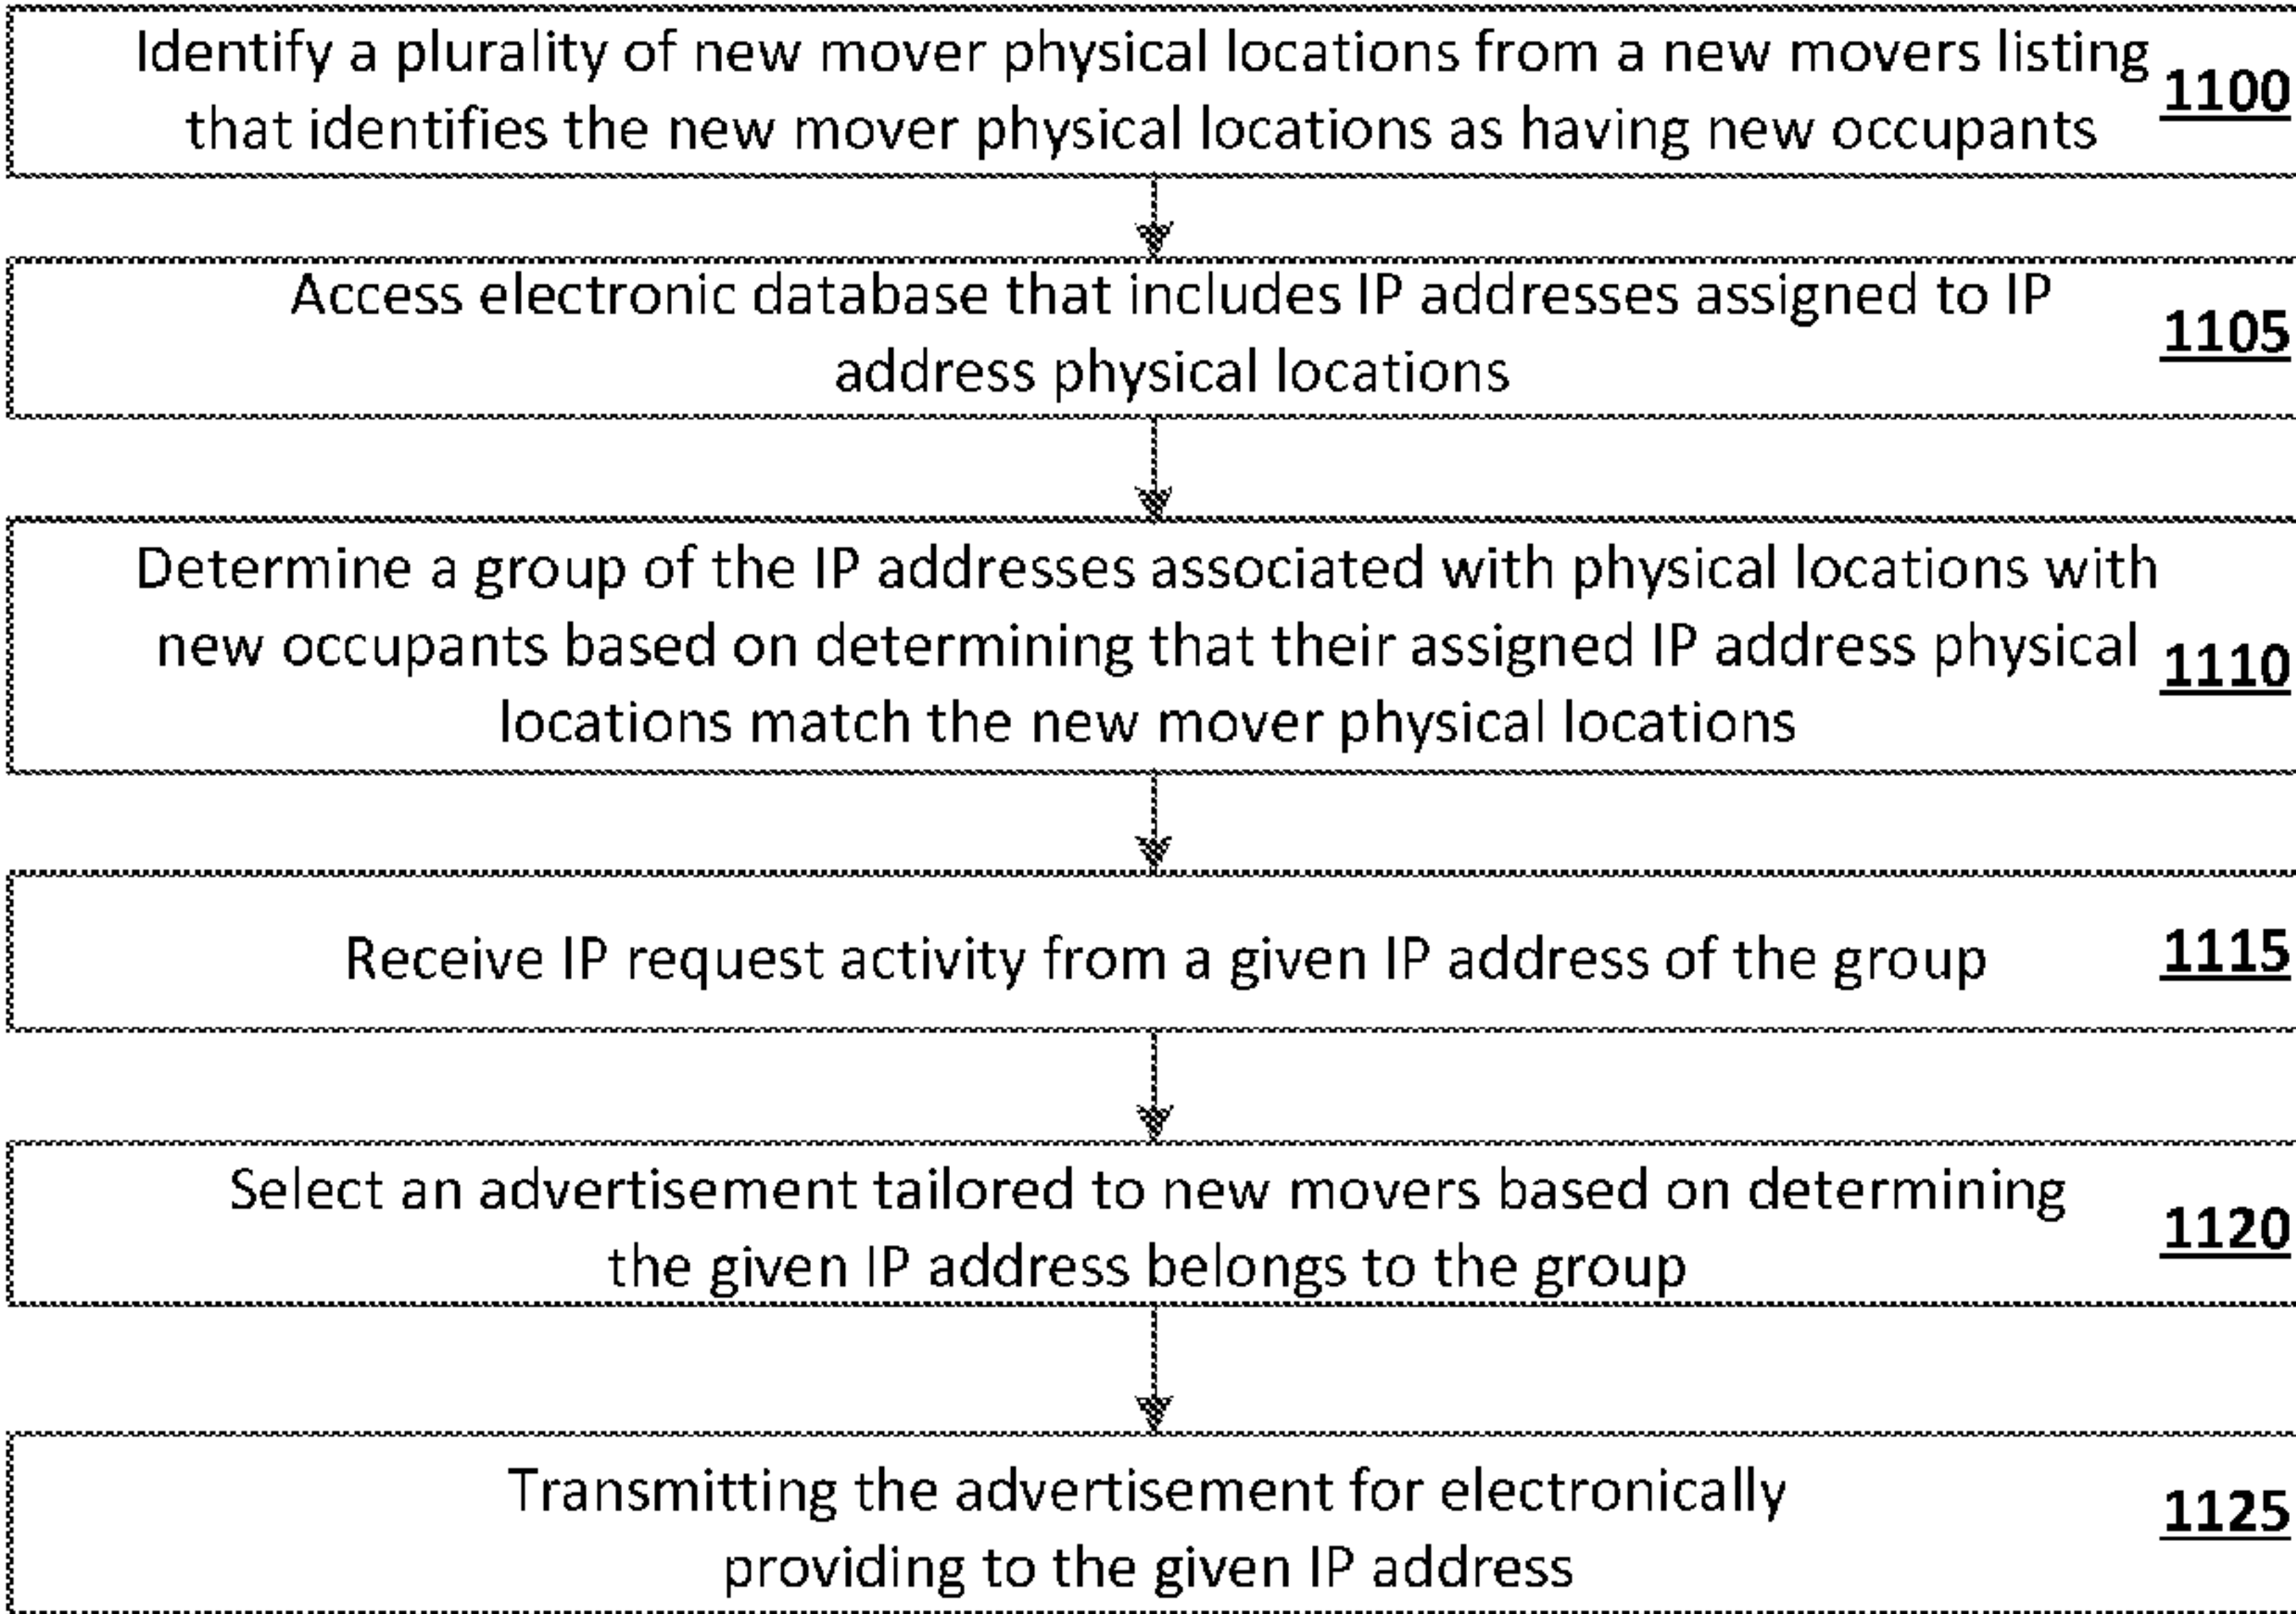 Identify a plurality of new mover physical locations from a new movers listing
that identifies the new mover physical locations as having new occupants
1100
Access electronic database that includes IP addresses assigned to IP
address physical locations
1105
Determine a group of the IP addresses associated with physical locations with
new occupants based on determining that their assigned IP address physical
locations match the new mover physical locations
1110
Receive IP request activity from a given IP address of the group
1115
Select an advertisement tailored to new movers based on determining
the given IP address belongs to the group
1120
Transmitting the advertisement for electronically
providing to the given IP address
1125